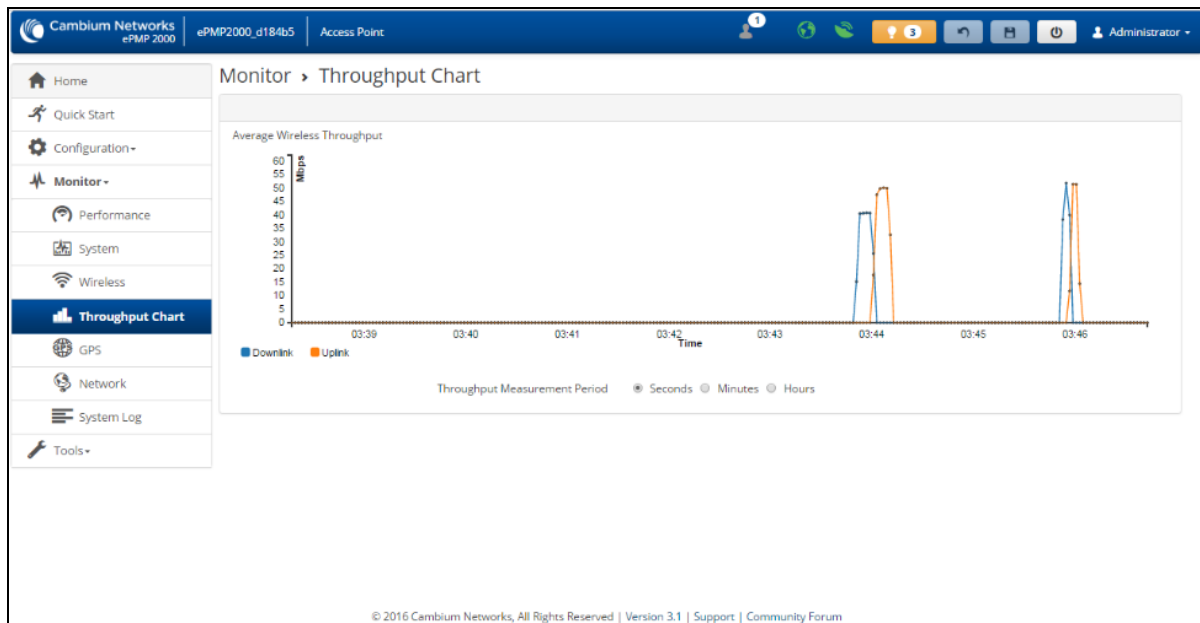 Cambium Networks
ePMP 2000
ePMP2000_d184b5
Access Point
1
3
Administrator
Home
Quick Start
Configuration
Monitor
Performance
System
Wireless
Throughput Chart
GPS
Network
System Log
Tools
Monitor › Throughput Chart
Average Wireless Throughput
Mbps
60
55
50
45
40
35
30
25
20
15
10
5
0
03:39 03:40 03:41 03:42 03:43 03:44 03:45 03:46
Time
Downlink Uplink
Throughput Measurement Period Seconds Minutes Hours
© 2016 Cambium Networks, All Rights Reserved | Version 3.1 | Support | Community Forum